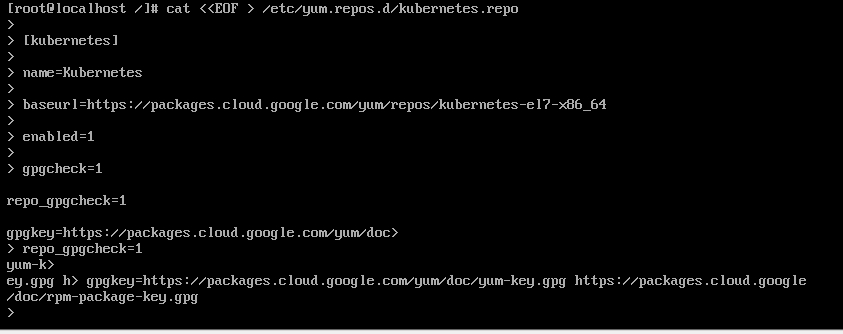 [root@localhost /]# cat <<EOF > /etc/yum.repos.d/kubernetes.repo
>
> [kubernetes]
>
> name=Kubernetes
>
> baseurl=https://packages.cloud.google.com/yum/repos/kubernetes-el7-x86_64
>
> enabled=1
>
> gpgcheck=1
repo_gpgcheck=1
gpgkey=https://packages.cloud.google.com/yum/doc>
> repo_gpgcheck=1
yum-k>
ey.gpg h> gpgkey=https://packages.cloud.google.com/yum/doc/yum-key.gpg https://packages.cloud.google
/doc/rpm-package-key.gpg
>